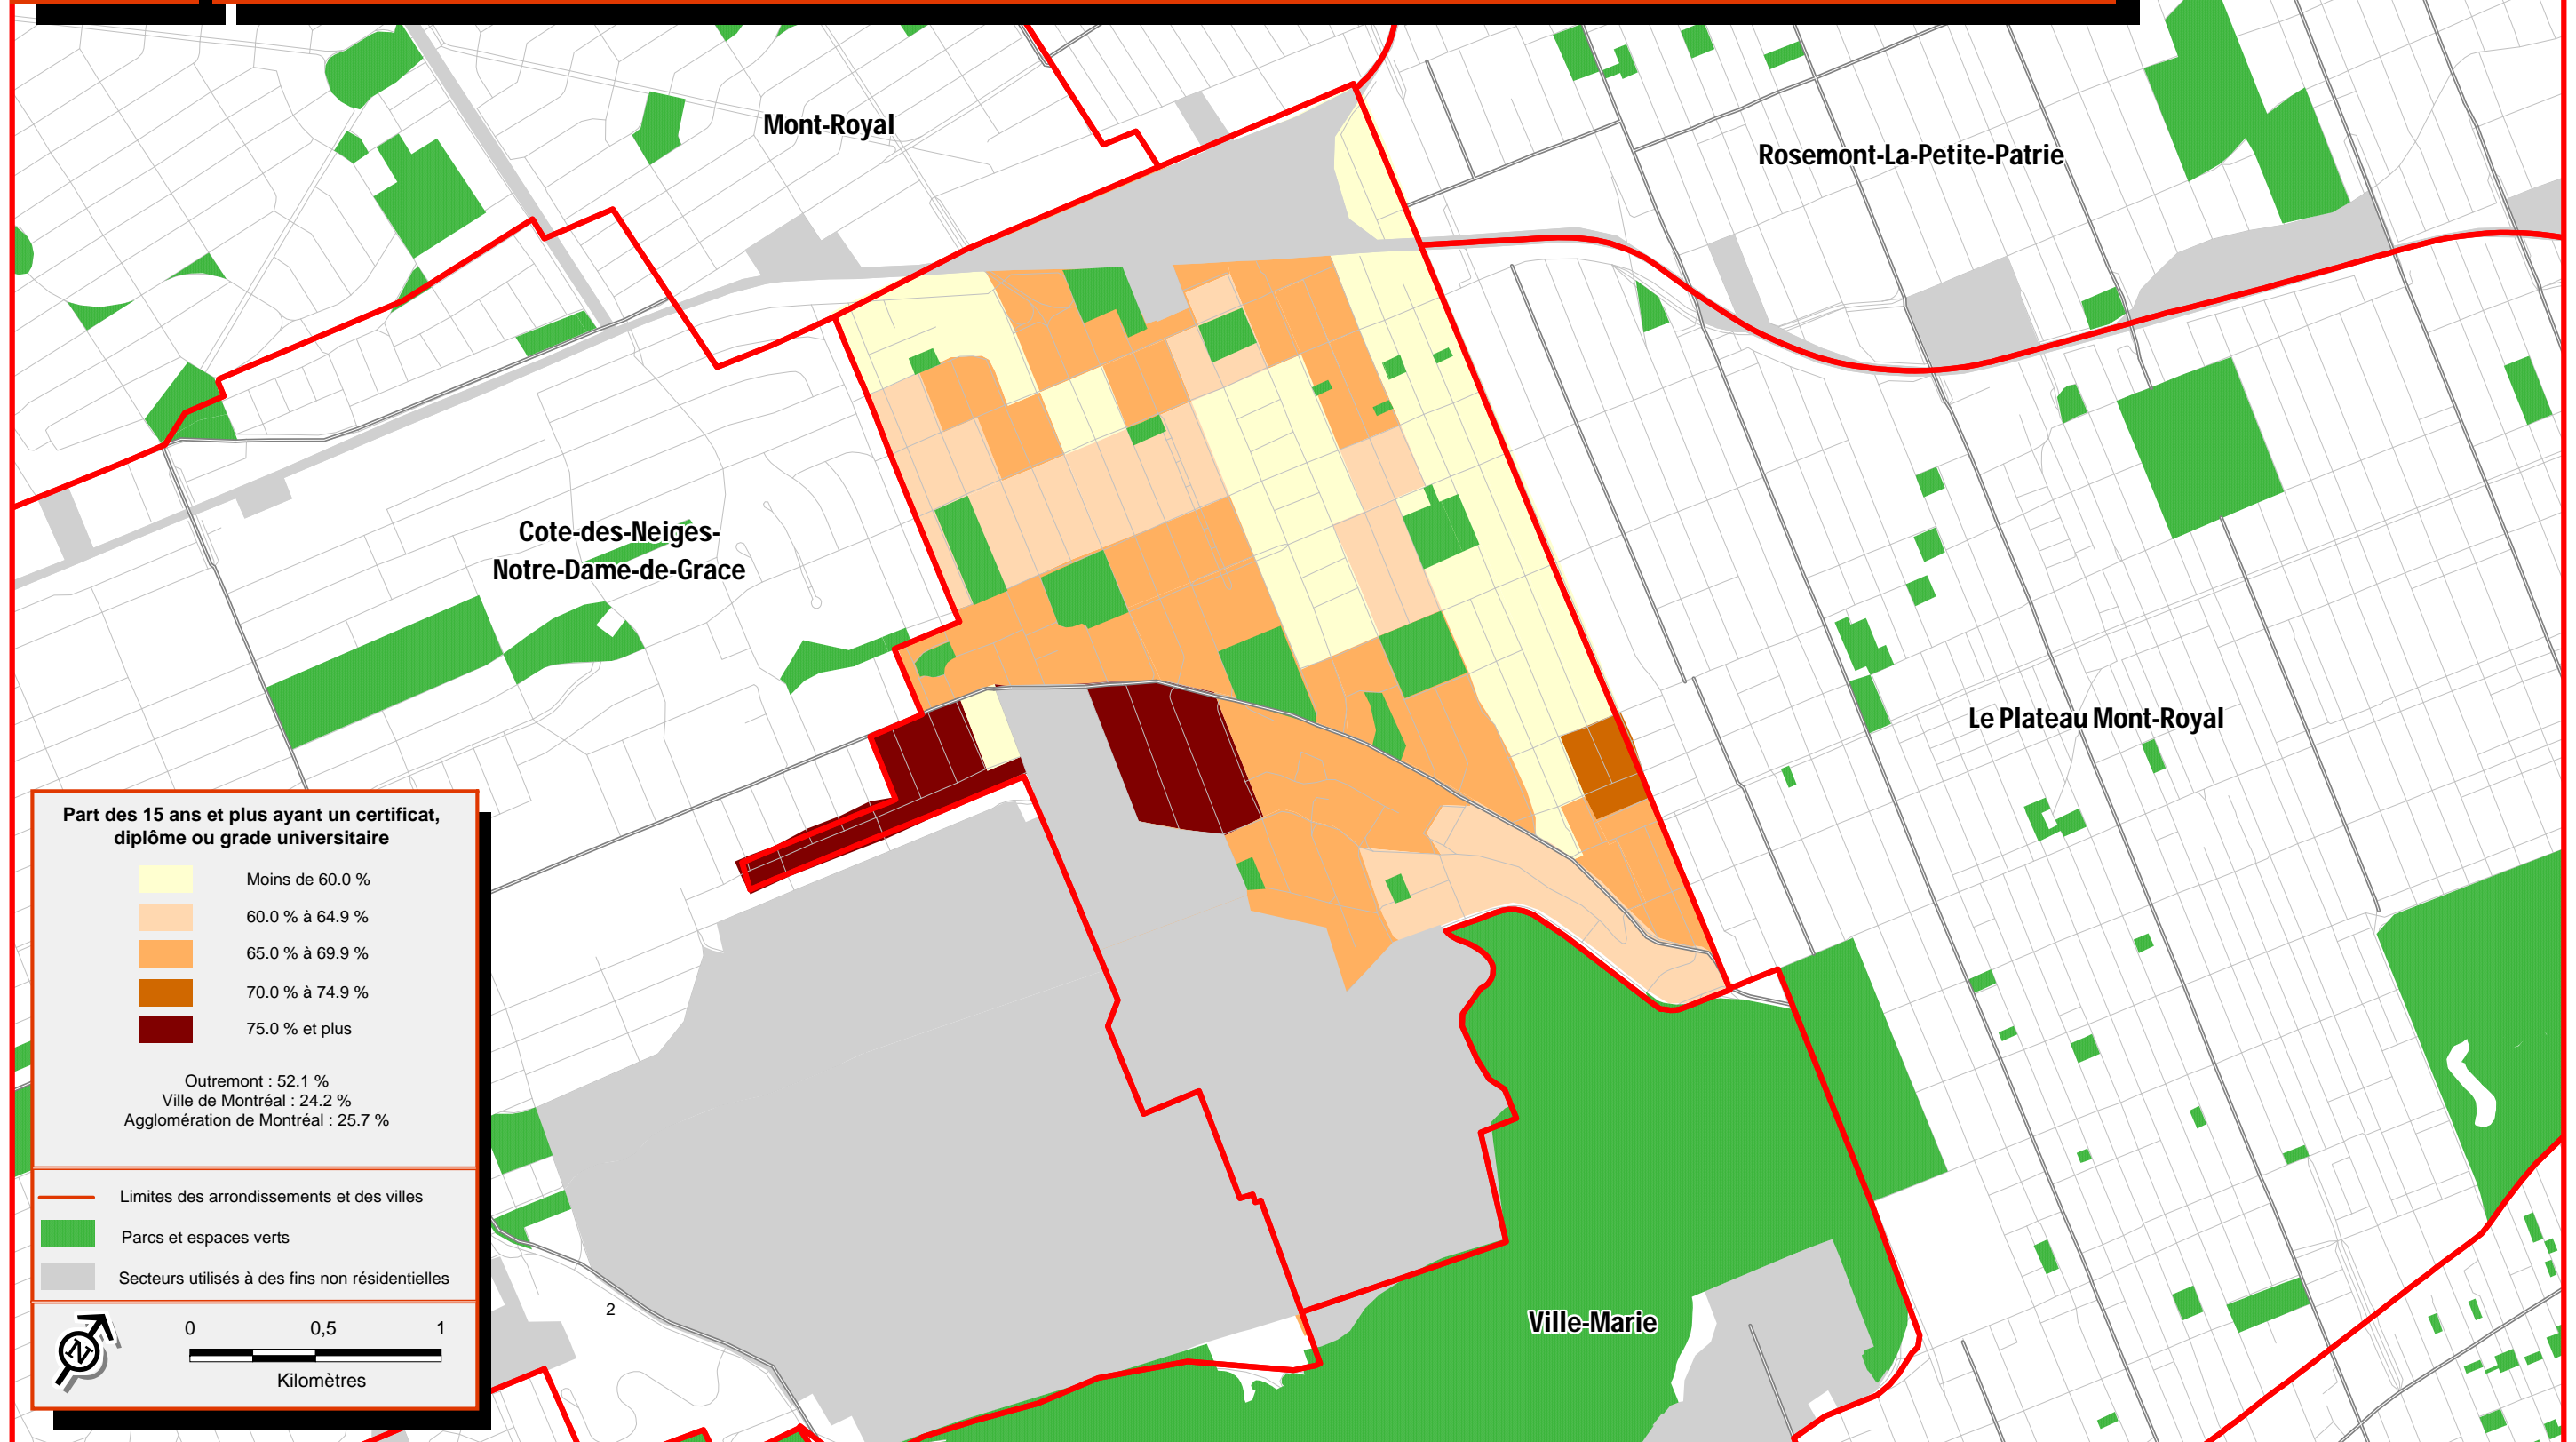 Mont-Royal
Rosemont-La-Petite-Patrie
Cote-des-Neiges-
Notre-Dame-de-Grace
Le Plateau Mont-Royal
Ville-Marie
Part des 15 ans et plus ayant un certificat,
diplôme ou grade universitaire
Moins de 60.0 %
60.0 % à 64.9 %
65.0 % à 69.9 %
70.0 % à 74.9 %
75.0 % et plus
Outremont : 52.1 %
Ville de Montréal : 24.2 %
Agglomération de Montréal : 25.7 %
Limites des arrondissements et des villes
Parcs et espaces verts
Secteurs utilisés à des fins non résidentielles
N
0 0,5 1
Kilomètres
2